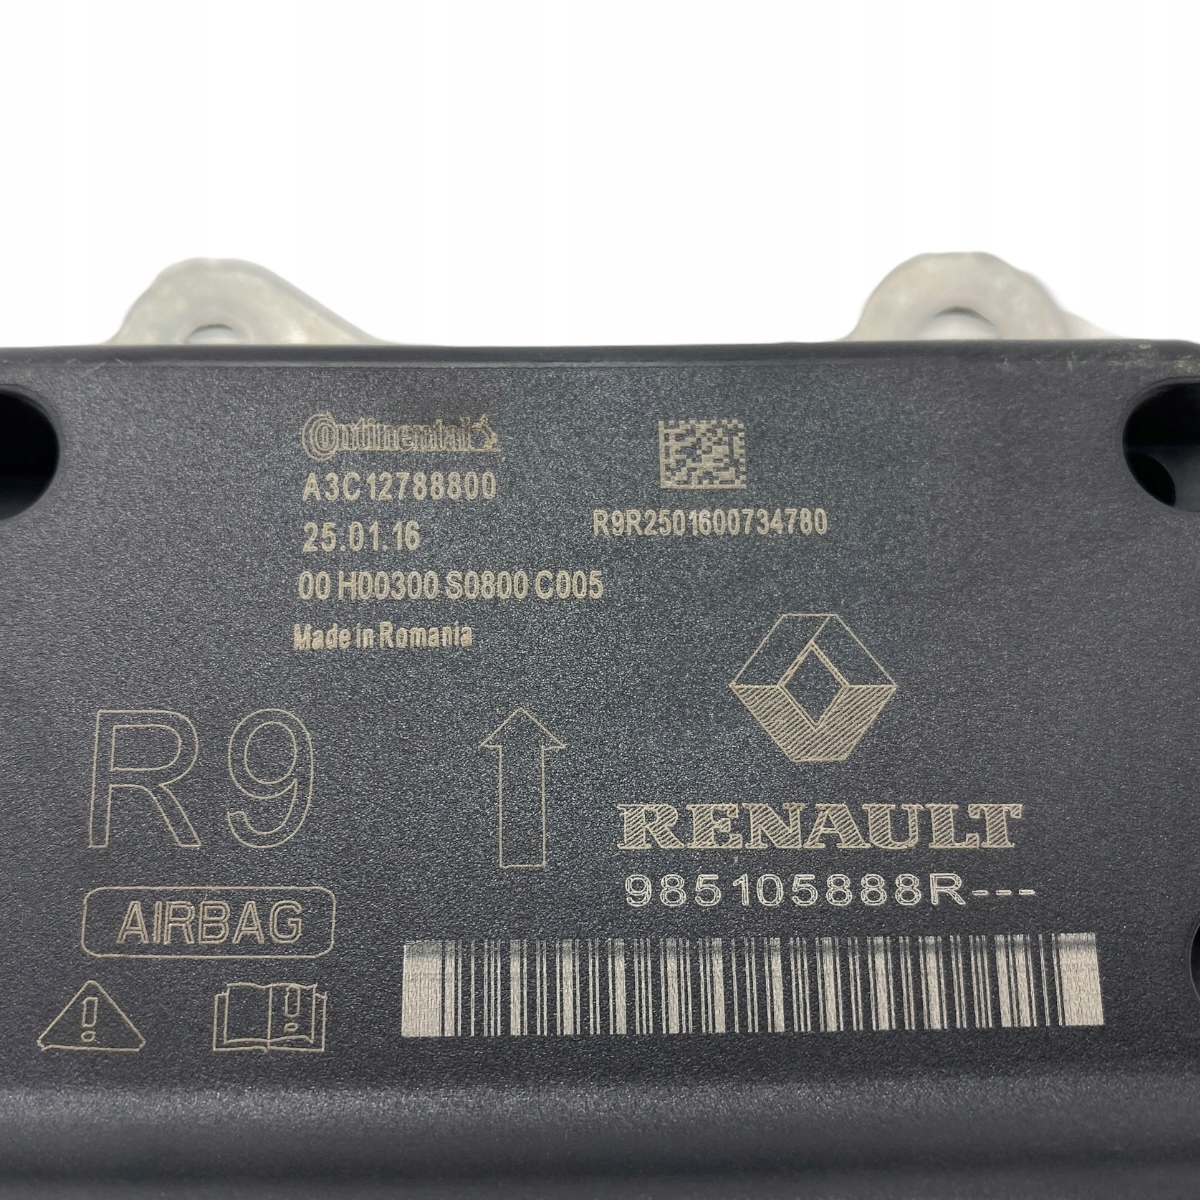 Continental
A3C12788800
25.01.16
00 H00300 S0800 C005
Made in Romania
R9R2501600734780
R9
RENAULT
985105888R---
AIRBAG